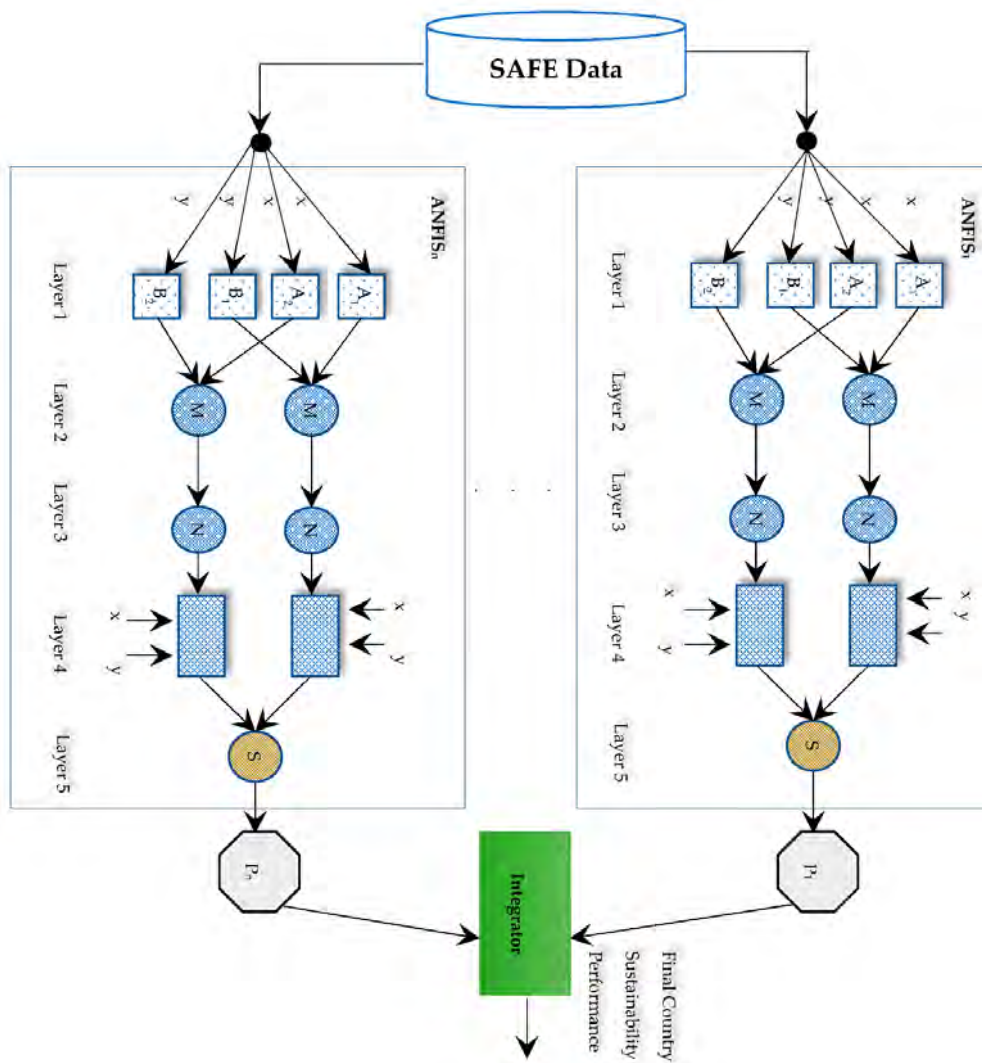 SAFE Data
ANFISn
x
x
y
y
Layer 1
A1
A2
B1
B2
Layer 2
M
M
Layer 3
N
N
Layer 4
x
y
x
y
Layer 5
S
Pn
ANFIS1
x
x
y
y
Layer 1
A1
A2
B1
B2
Layer 2
M
M
Layer 3
N
N
Layer 4
x
y
x
y
Layer 5
S
P1
. . .
Integrator
Final Country
Sustainability
Performance